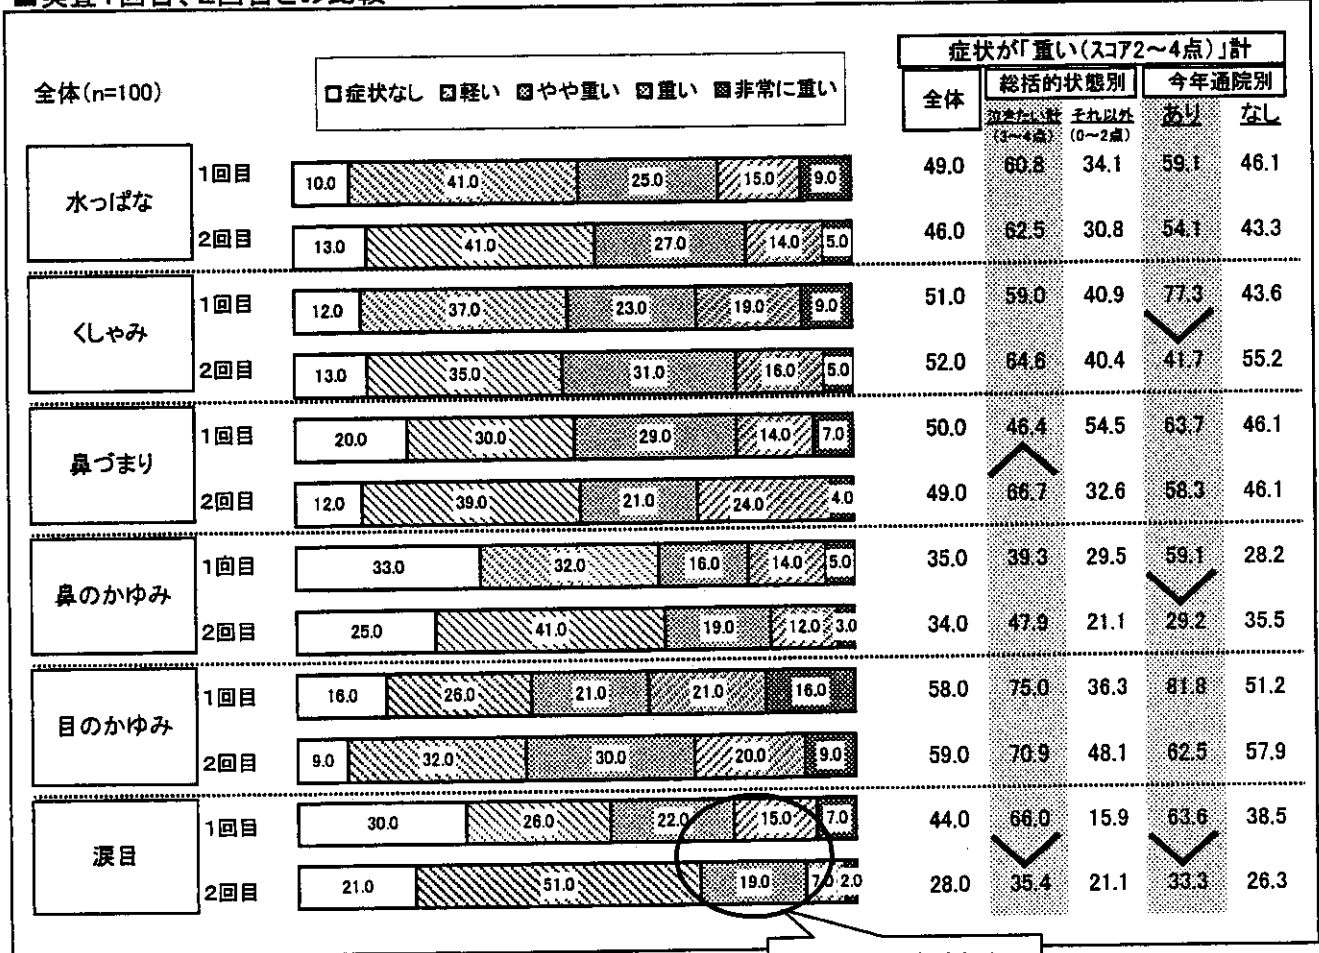 症状が「重い(スコア2～4点)」計
全体(n=100)
症状なし 軽い やや重い 重い 非常に重い
全体 総括的状態別 今年通院別
泣きたい計 それ以外 あり なし
(3～4点) (0～2点)
水っぱな
1回目 10.0 41.0 25.0 15.0 9.0 49.0 60.8 34.1 59.1 46.1
2回目 13.0 41.0 27.0 14.0 5.0 46.0 62.5 30.8 54.1 43.3
くしゃみ
1回目 12.0 37.0 23.0 19.0 9.0 51.0 59.0 40.9 77.3 43.6
2回目 13.0 35.0 31.0 16.0 5.0 52.0 64.6 40.4 41.7 55.2
鼻づまり
1回目 20.0 30.0 29.0 14.0 7.0 50.0 46.4 54.5 63.7 46.1
2回目 12.0 39.0 21.0 24.0 4.0 49.0 66.7 32.6 58.3 46.1
鼻のかゆみ
1回目 33.0 32.0 16.0 14.0 5.0 35.0 39.3 29.5 59.1 28.2
2回目 25.0 41.0 19.0 12.0 3.0 34.0 47.9 21.1 29.2 35.5
目のかゆみ
1回目 16.0 26.0 21.0 21.0 16.0 58.0 75.0 36.3 81.8 51.2
2回目 9.0 32.0 30.0 20.0 9.0 59.0 70.9 48.1 62.5 57.9
涙目
1回目 30.0 26.0 22.0 15.0 7.0 44.0 66.0 15.9 63.6 38.5
2回目 21.0 51.0 19.0 7.0 2.0 28.0 35.4 21.1 33.3 26.3